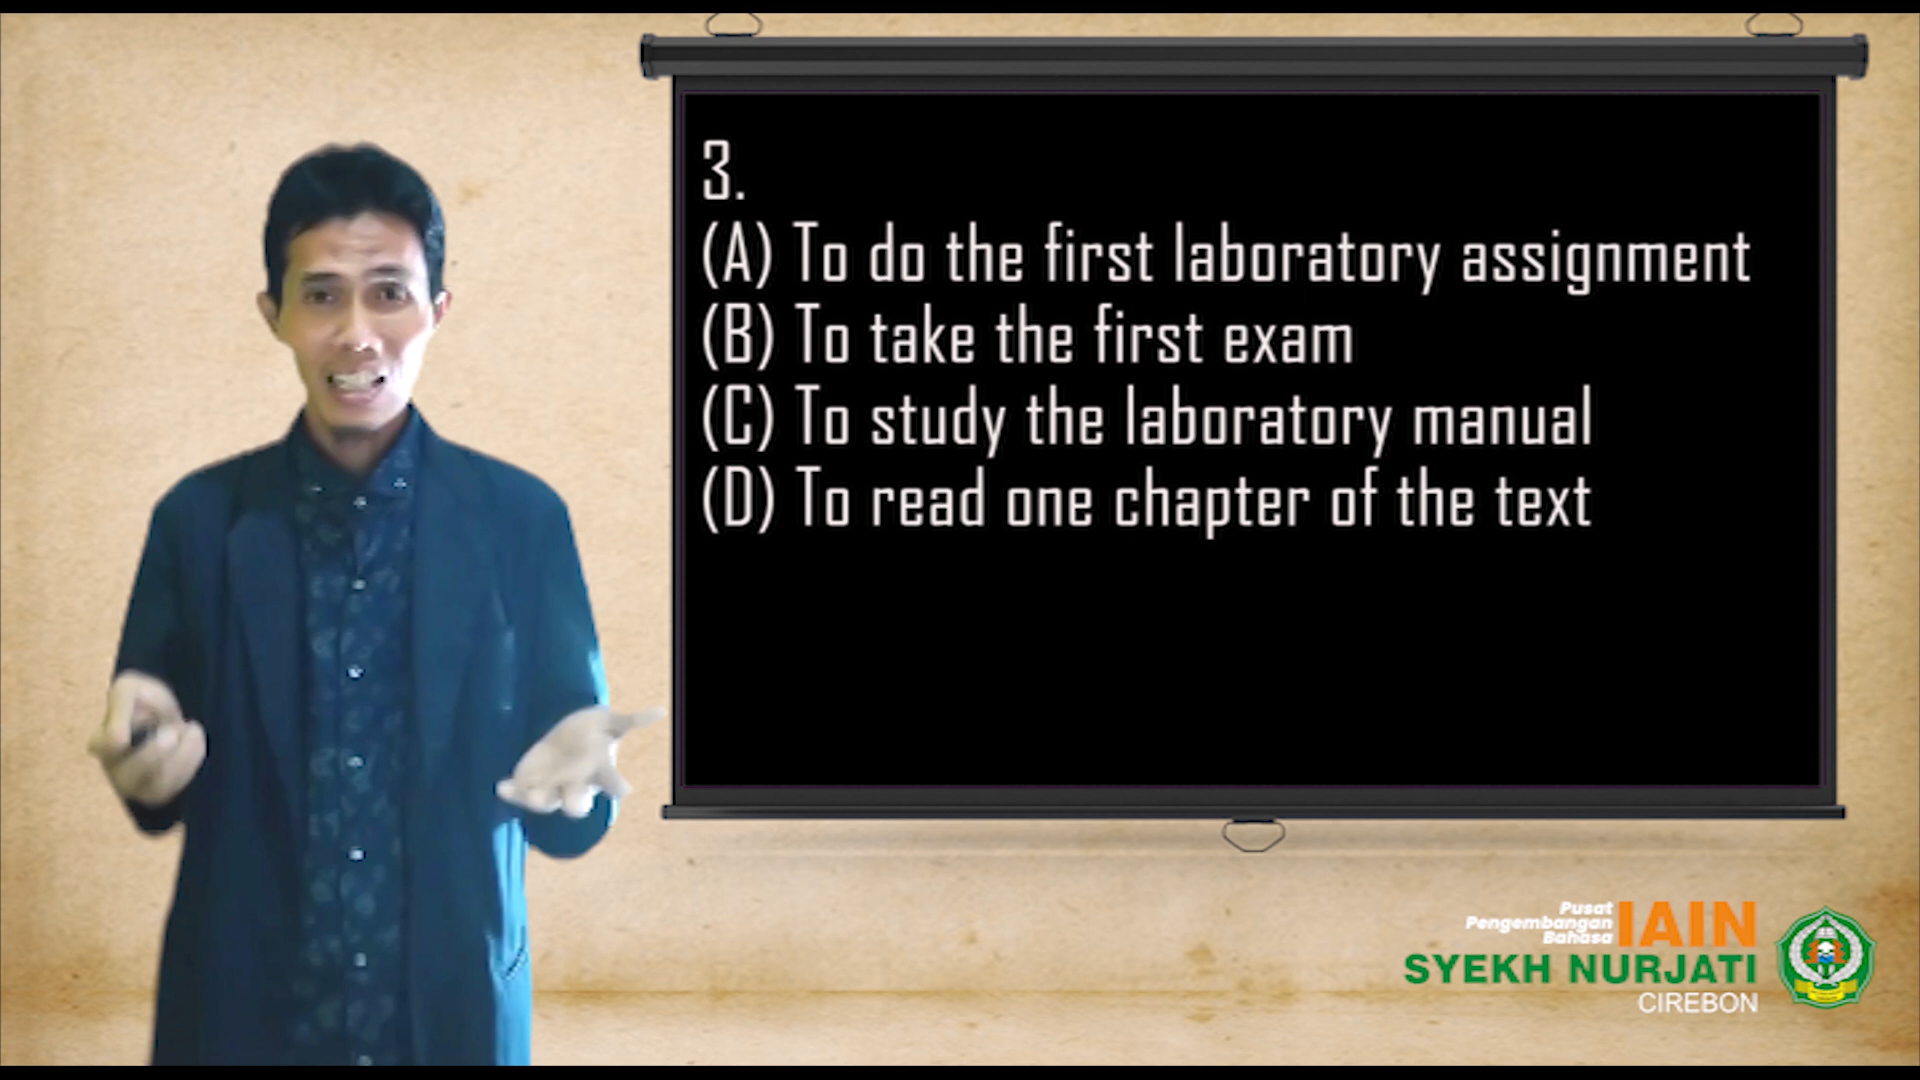 3.
(A) To do the first laboratory assignment
(B) To take the first exam
(C) To study the laboratory manual
(D) To read one chapter of the text
Pusat
Pengembangan
Bahasa
IAIN
SYEKH NURJATI
CIREBON